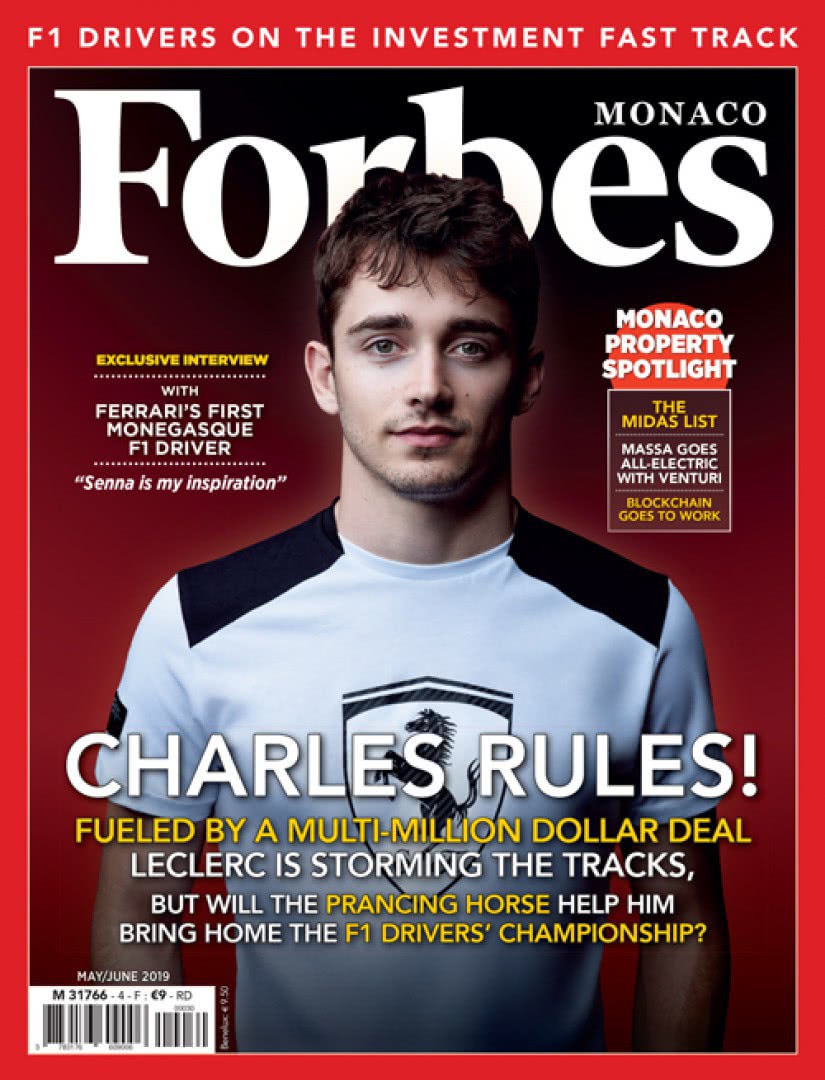 F1 DRIVERS ON THE INVESTMENT FAST TRACK
Forbes
MONACO
EXCLUSIVE INTERVIEW
WITH
FERRARI'S FIRST
MONEGASQUE
F1 DRIVER
“Senna is my inspiration”
MONACO
PROPERTY
SPOTLIGHT
THE
MIDAS LIST
MASSA GOES
ALL-ELECTRIC
WITH VENTURI
BLOCKCHAIN
GOES TO WORK
CHARLES RULES!
FUELED BY A MULTI-MILLION DOLLAR DEAL
LECLERC IS STORMING THE TRACKS,
BUT WILL THE PRANCING HORSE HELP HIM
BRING HOME THE F1 DRIVERS' CHAMPIONSHIP?
MAY/JUNE 2019
M 31766 - 4 - F : €9 - RD
Benelux: € 9,50